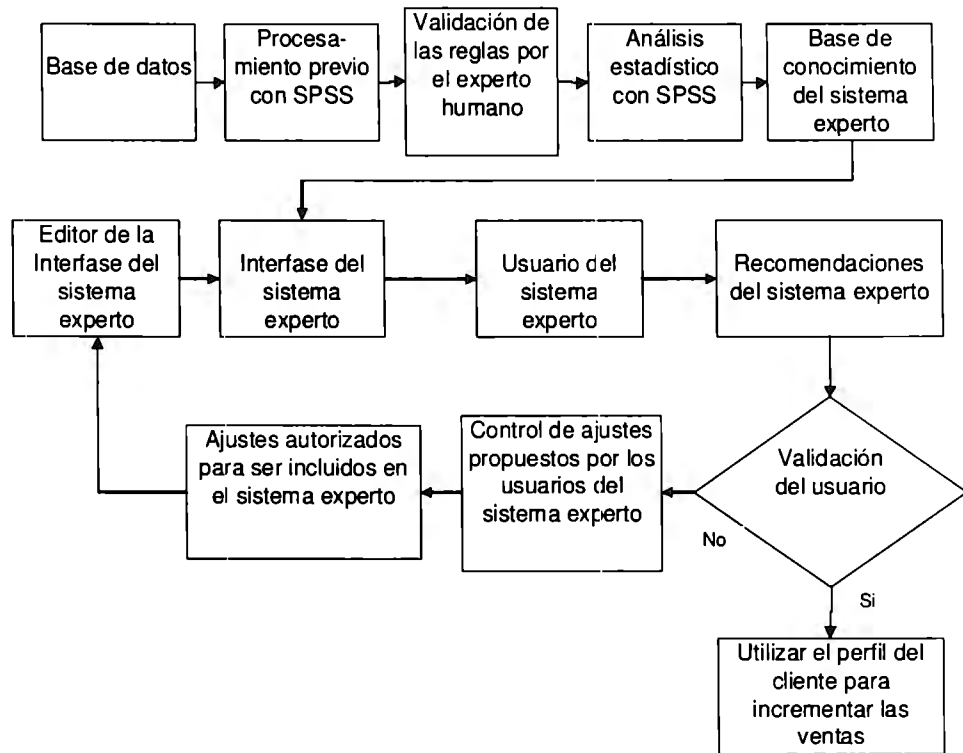 Base de datos
Procesa-
miento previo
con SPSS
Validación de
las reglas por
el experto
humano
Análisis
estadístico
con SPSS
Base de
conocimiento
del sistema
experto
Editor de la
Interfase del
sistema
experto
Interfase del
sistema
experto
Usuario del
sistema
experto
Recomendaciones
del sistema experto
Ajustes autorizados
para ser incluidos en
el sistema experto
Control de ajustes
propuestos por los
usuarios del
sistema experto
Validación
del usuario
No
Si
Utilizar el perfil del
cliente para
incrementar las
ventas